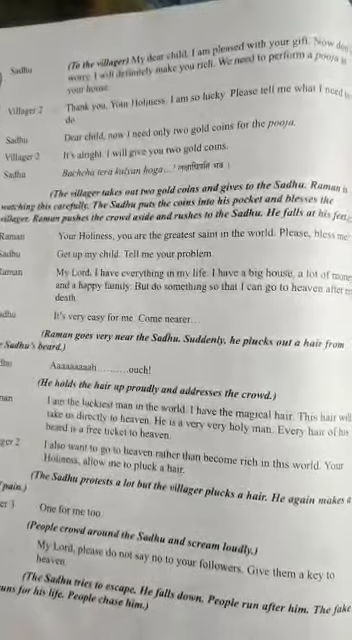 Sadhu (To the villager) My dear child, I am pleased with your gift. Now don
worry. I will definitely make you rich. We need to perform a pooja
your house.
Villager 2 Thank you, Your Holiness. I am so lucky. Please tell me what I need
do.
Sadhu Dear child, now I need only two gold coins for the pooja.
Villager 2 It's alright. I will give you two gold coins.
Sadhu Bachcha tera kalyan hoga...!
(The villager takes out two gold coins and gives to the Sadhu. Raman is
watching this carefully. The Sadhu puts the coins into his pocket and blesses the
villager. Raman pushes the crowd aside and rushes to the Sadhu. He falls at his feet
Raman Your Holiness, you are the greatest saint in the world. Please, bless me
Sadhu Get up my child. Tell me your problem.
Raman My Lord, I have everything in my life. I have a big house, a lot of mone
and a happy family. But do something so that I can go to heaven after m
death.
adhu It's very easy for me. Come nearer...
(Raman goes very near the Sadhu. Suddenly, he plucks out a hair from
Sadhu's beard.)
Aaaaaaaaah..........ouch!
(He holds the hair up proudly and addresses the crowd.)
man I am the luckiest man in the world. I have the magical hair. This hair will
take us directly to heaven. He is a very very holy man. Every hair of his
beard is a free ticket to heaven.
ger 2 I also want to go to heaven rather than become rich in this world. Your
Holiness, allow me to pluck a hair.
(The Sadhu protests a lot but the villager plucks a hair. He again makes a
pain.)
er 3 One for me too.
(People crowd around the Sadhu and scream loudly.)
My Lord, please do not say no to your followers. Give them a key to
heaven.
(The Sadhu tries to escape. He falls down. People run after him. The fake
uns for his life. People chase him.)